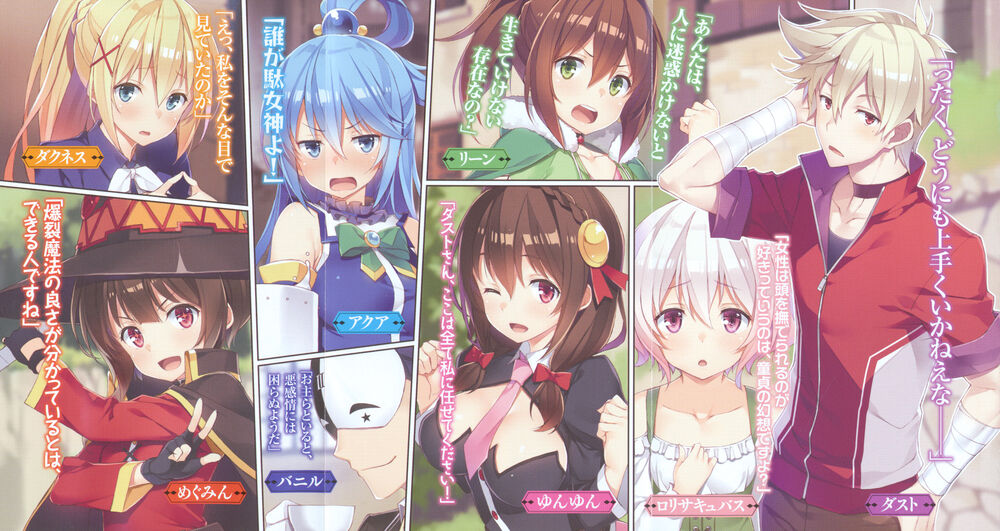 「ったく、どうにも上手くいかねえな――」
ダスト
「女性は頭を撫でられるのが
好きっていうのは、童貞の幻想ですよ？」
ロリサキュバス
「あんたは、
人に迷惑かけないと
生きていけない
存在なの？」
リーン
「ダストさん、ここは全て私に任せてください！」
ゆんゆん
「誰が駄女神よ！」
アクア
「お主らといると、
悪感情には
困らぬようだ」
バニル
「えっ、私をそんな目で
見ていたのか」
ダクネス
「爆裂魔法の良さが分かっているとは、
できる人ですね」
めぐみん